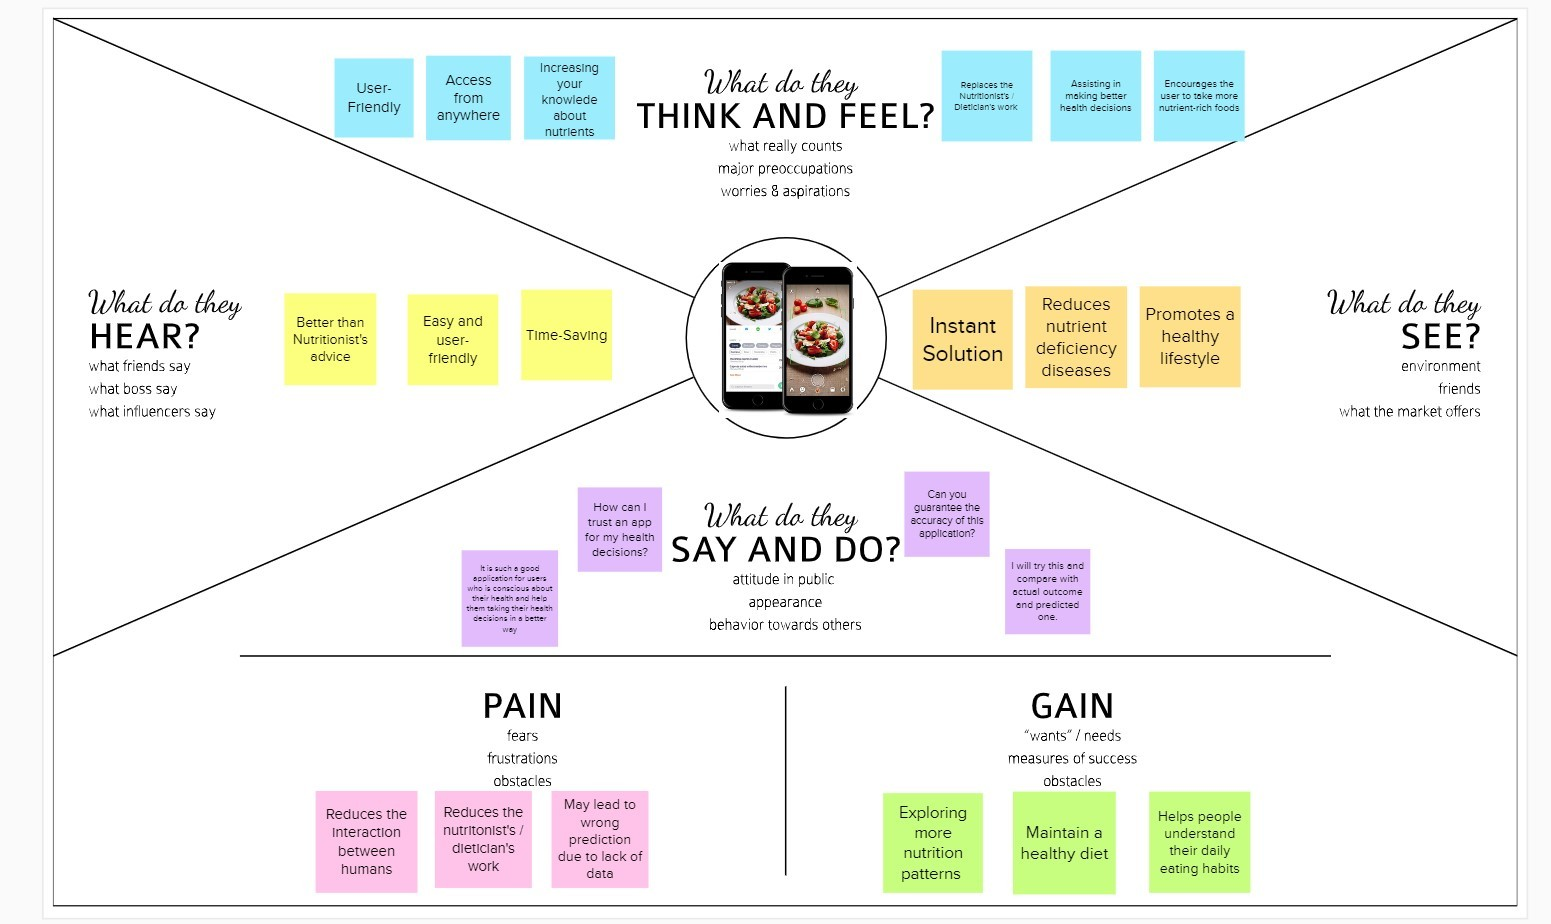 User-
Friendly
Access
from
anywhere
Increasing
your
knowlede
about
nutrients
What do they
THINK AND FEEL?
what really counts
major preoccupations
worries & aspirations
Replaces the
Nutritionist's /
Dietician's work
Assisting in
making better
health decisions
Encourages the
user to take more
nutrient-rich foods
What do they
HEAR?
what friends say
what boss say
what influencers say
Better than
Nutritionist's
advice
Easy and
user-
friendly
Time-Saving
Instant
Solution
Reduces
nutrient
deficiency
diseases
Promotes a
healthy
lifestyle
What do they
SEE?
environment
friends
what the market offers
It is such a good
application for users
who is conscious about
their health and help
them taking their health
decisions in a better
way
How can I
trust an app
for my health
decisions?
What do they
SAY AND DO?
attitude in public
appearance
behavior towards others
Can you
guarantee the
accuracy of this
application?
I will try this and
compare with
actual outcome
and predicted
one.
PAIN
fears
frustrations
obstacles
Reduces the
interaction
between
humans
Reduces the
nutritonist's /
dietician's
work
May lead to
wrong
prediction
due to lack of
data
GAIN
“wants” / needs
measures of success
obstacles
Exploring
more
nutrition
patterns
Maintain a
healthy diet
Helps people
understand
their daily
eating habits